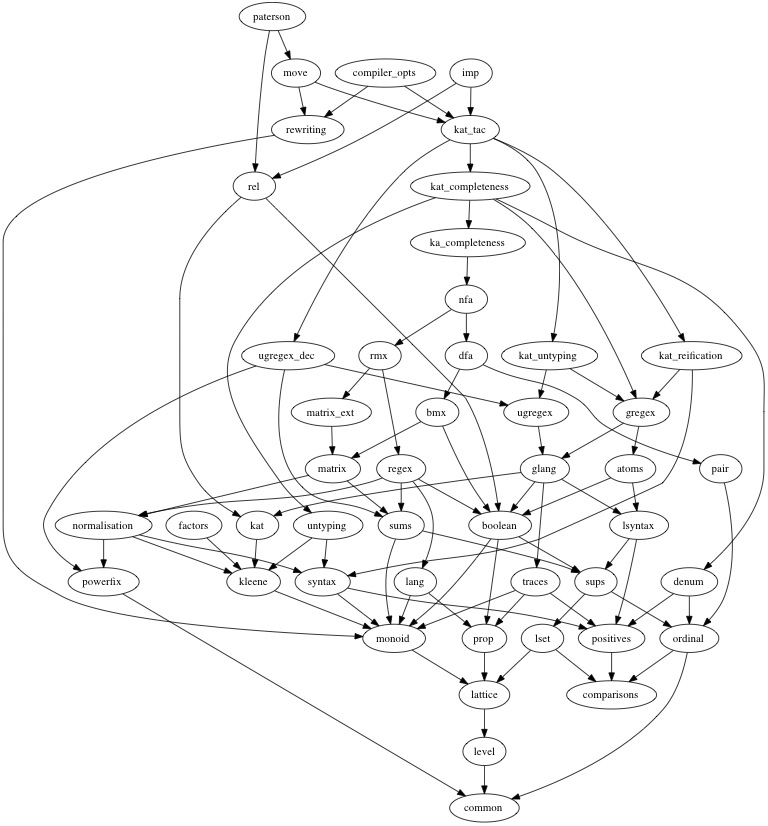 paterson
move
compiler_opts
imp
rewriting
kat_tac
rel
kat_completeness
ka_completeness
nfa
ugregex_dec
rmx
dfa
kat_untyping
kat_reification
matrix_ext
bmx
ugregex
gregex
matrix
regex
glang
atoms
pair
normalisation
factors
kat
untyping
sums
boolean
lsyntax
powerfix
kleene
syntax
lang
traces
sups
denum
monoid
prop
lset
positives
ordinal
lattice
comparisons
level
common